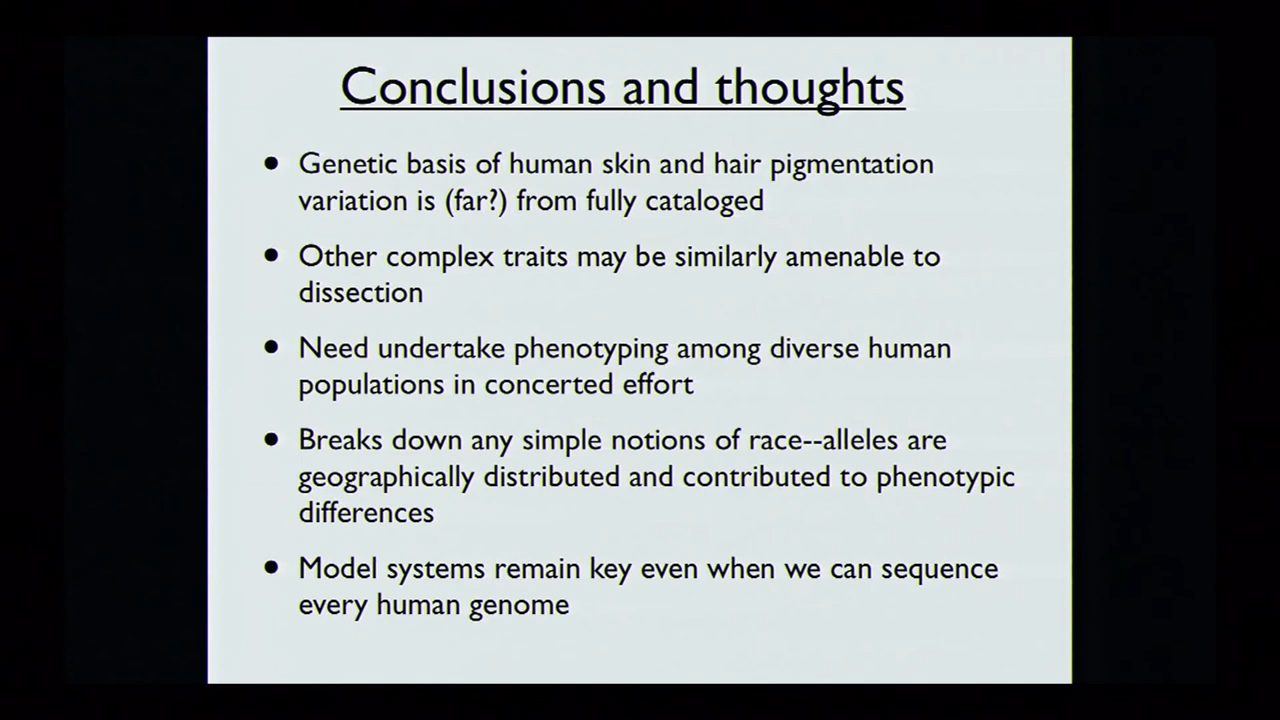 Conclusions and thoughts
• Genetic basis of human skin and hair pigmentation
variation is (far?) from fully cataloged
• Other complex traits may be similarly amenable to
dissection
• Need undertake phenotyping among diverse human
populations in concerted effort
• Breaks down any simple notions of race--alleles are
geographically distributed and contributed to phenotypic
differences
• Model systems remain key even when we can sequence
every human genome